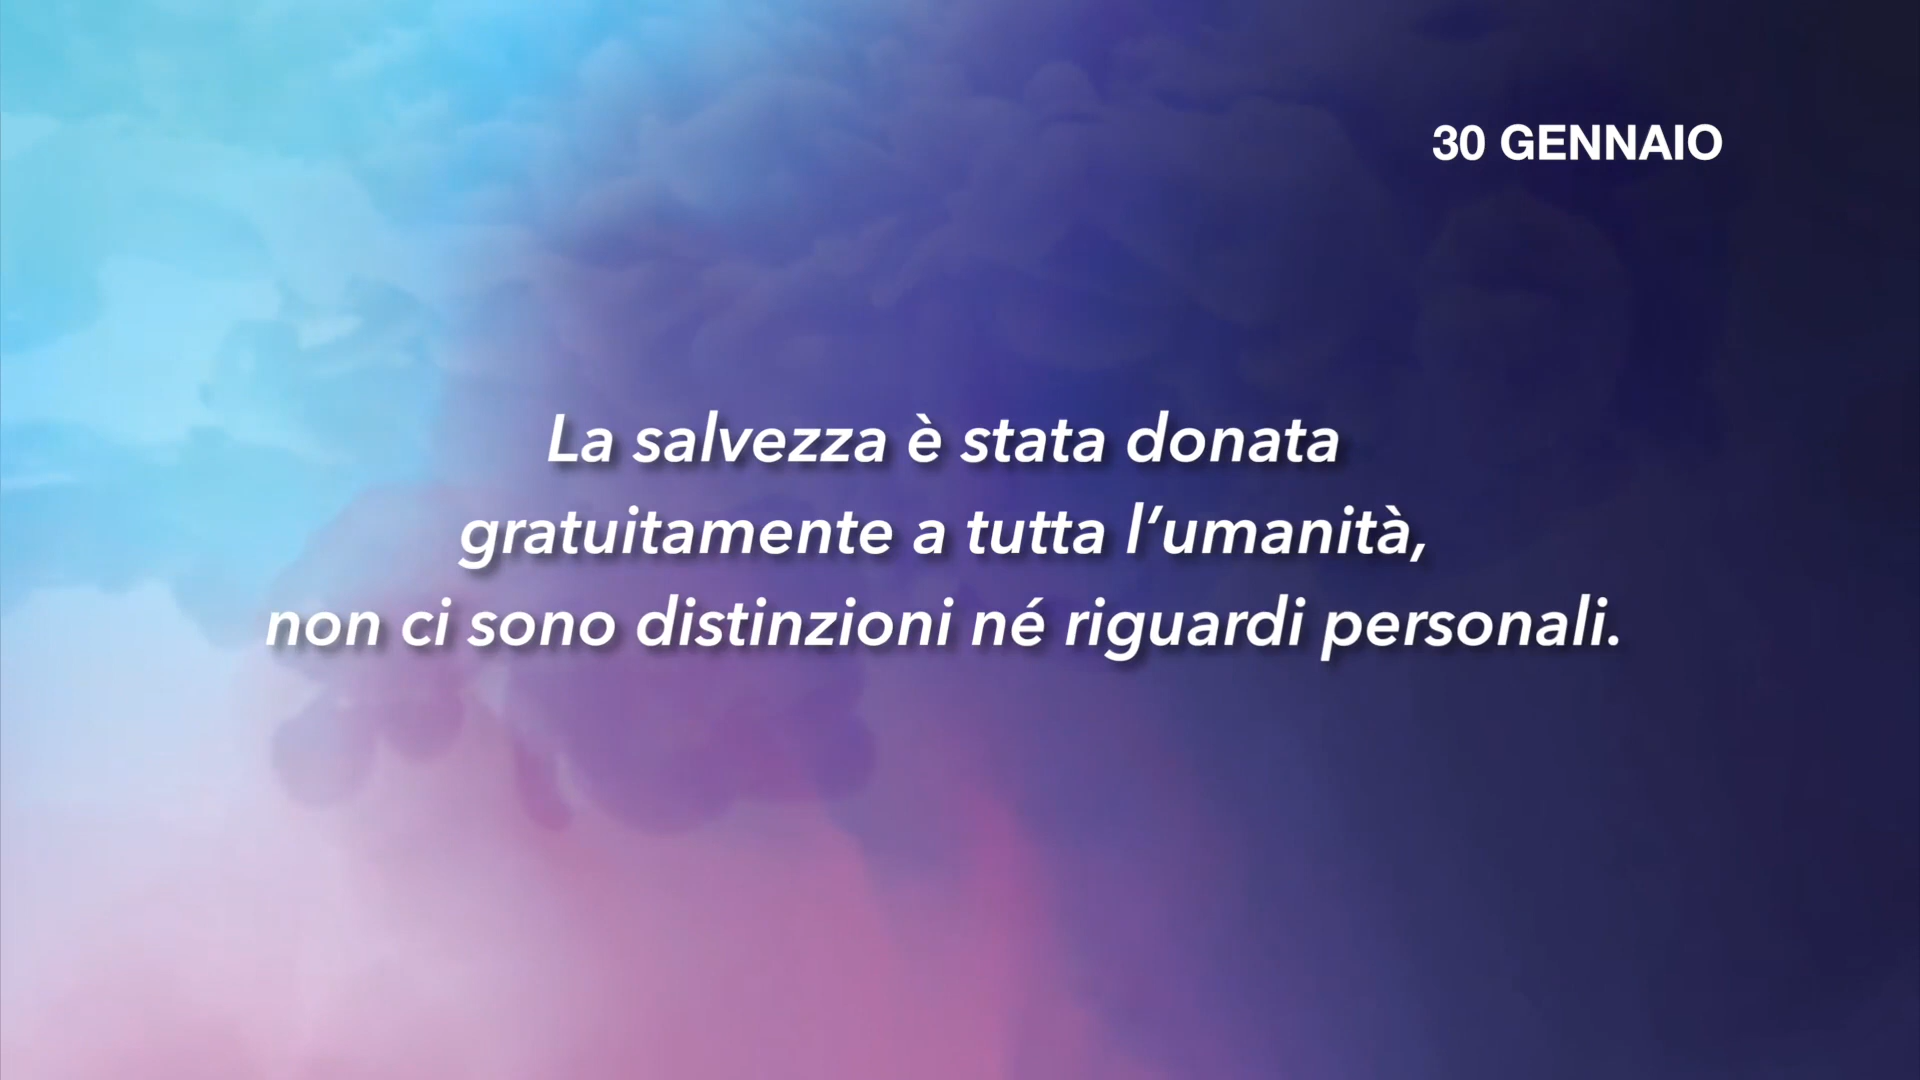 30 GENNAIO
La salvezza è stata donata
gratuitamente a tutta l’umanità,
non ci sono distinzioni né riguardi personali.